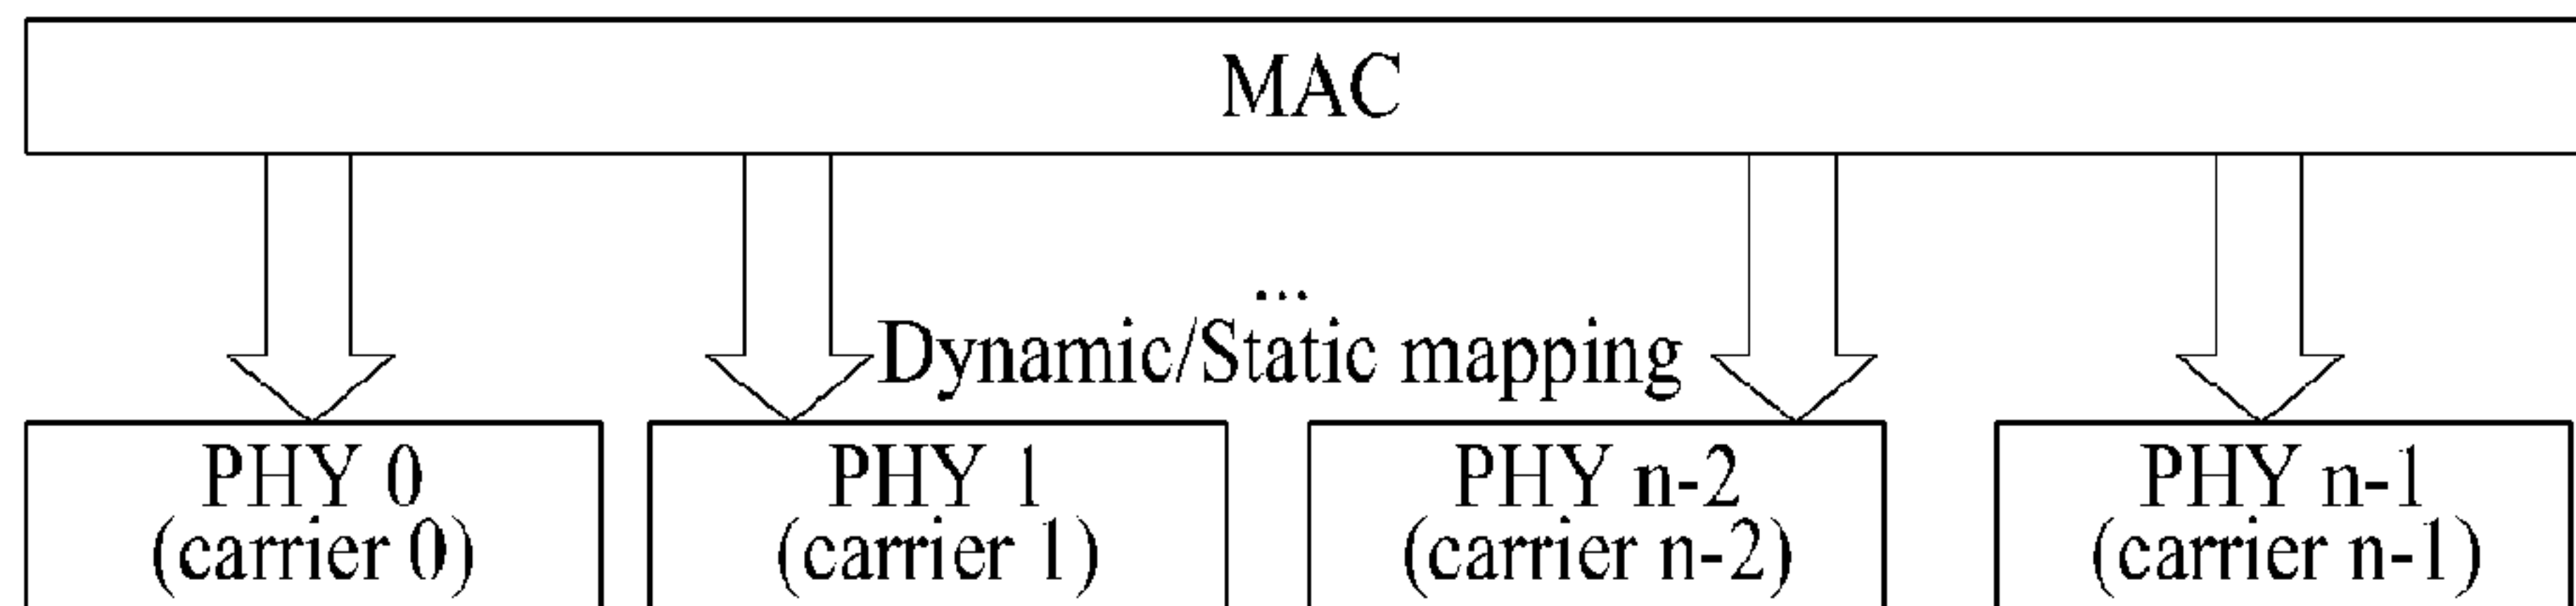 MAC
...
Dynamic/Static mapping
PHY 0
(carrier 0)
PHY 1
(carrier 1)
PHY n-2
(carrier n-2)
PHY n-1
(carrier n-1)